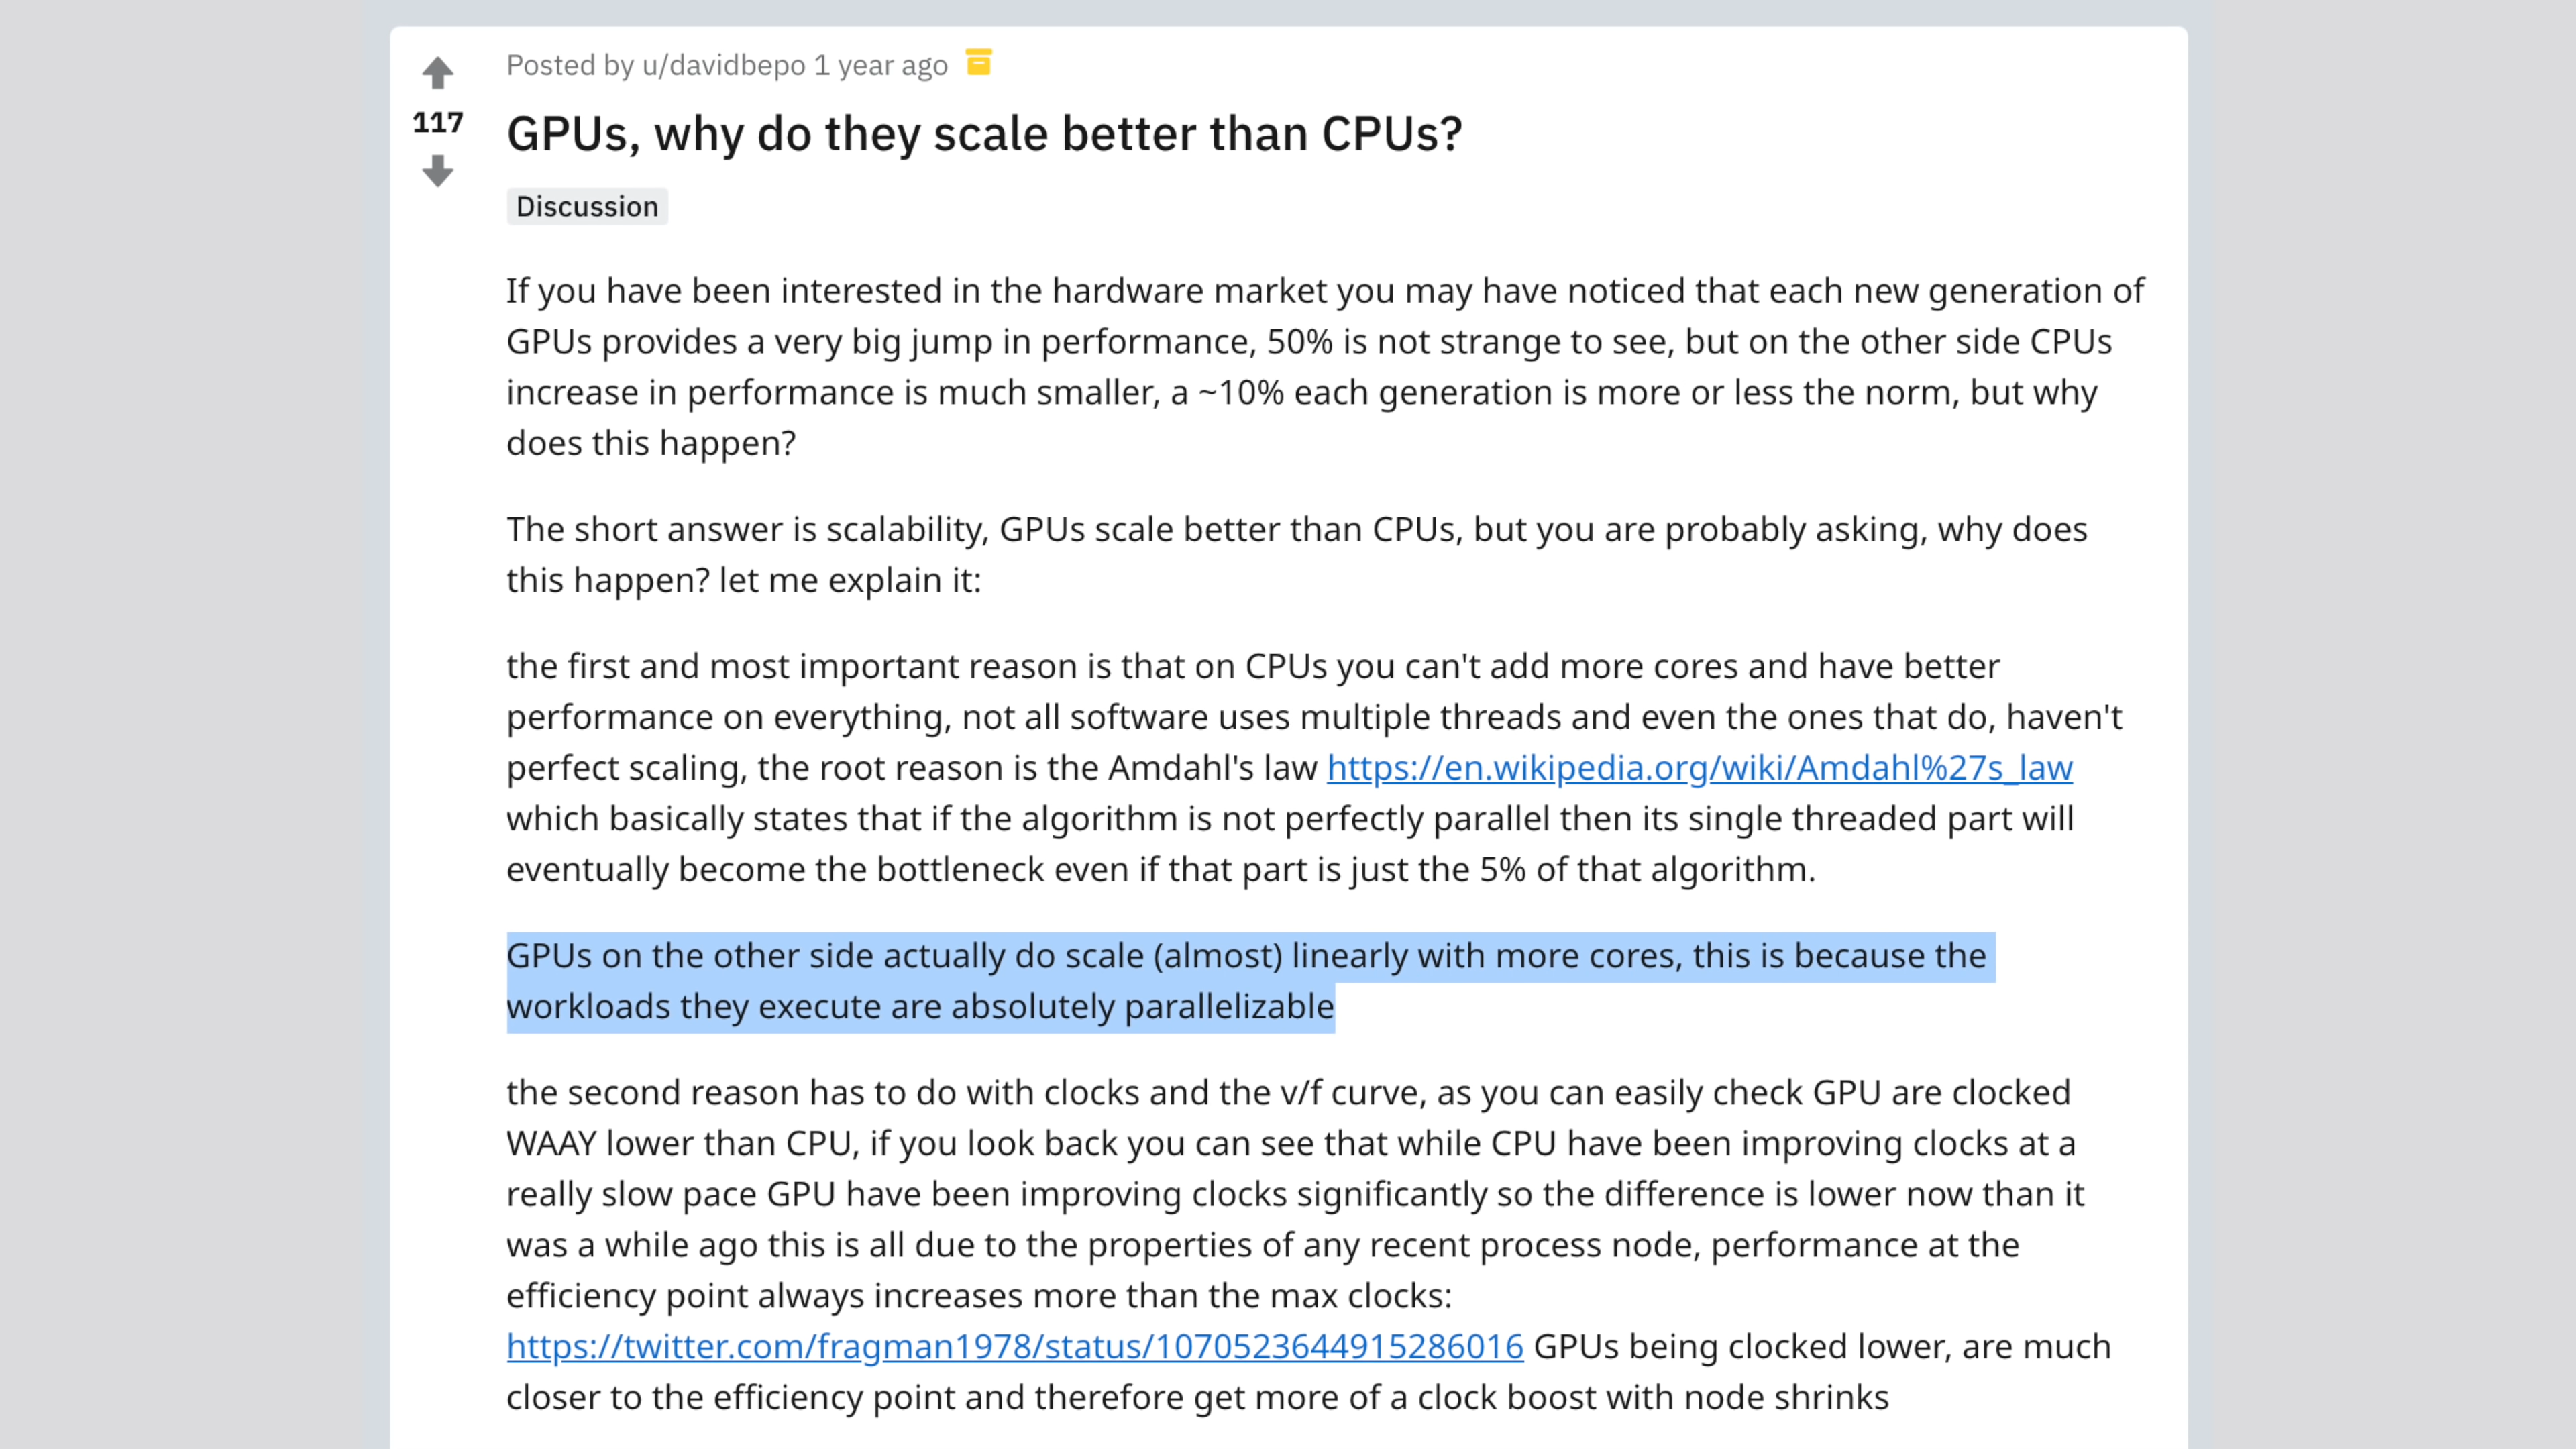 Posted by u/davidbepo 1 year ago
117
GPUs, why do they scale better than CPUs?
Discussion
If you have been interested in the hardware market you may have noticed that each new generation of
GPUs provides a very big jump in performance, 50% is not strange to see, but on the other side CPUs
increase in performance is much smaller, a ~10% each generation is more or less the norm, but why
does this happen?
The short answer is scalability, GPUs scale better than CPUs, but you are probably asking, why does
this happen? let me explain it:
the first and most important reason is that on CPUs you can't add more cores and have better
performance on everything, not all software uses multiple threads and even the ones that do, haven't
perfect scaling, the root reason is the Amdahl's law https://en.wikipedia.org/wiki/Amdahl%27s_law
which basically states that if the algorithm is not perfectly parallel then its single threaded part will
eventually become the bottleneck even if that part is just the 5% of that algorithm.
GPUs on the other side actually do scale (almost) linearly with more cores, this is because the
workloads they execute are absolutely parallelizable
the second reason has to do with clocks and the v/f curve, as you can easily check GPU are clocked
WAAY lower than CPU, if you look back you can see that while CPU have been improving clocks at a
really slow pace GPU have been improving clocks significantly so the difference is lower now than it
was a while ago this is all due to the properties of any recent process node, performance at the
efficiency point always increases more than the max clocks:
https://twitter.com/fragman1978/status/1070523644915286016 GPUs being clocked lower, are much
closer to the efficiency point and therefore get more of a clock boost with node shrinks